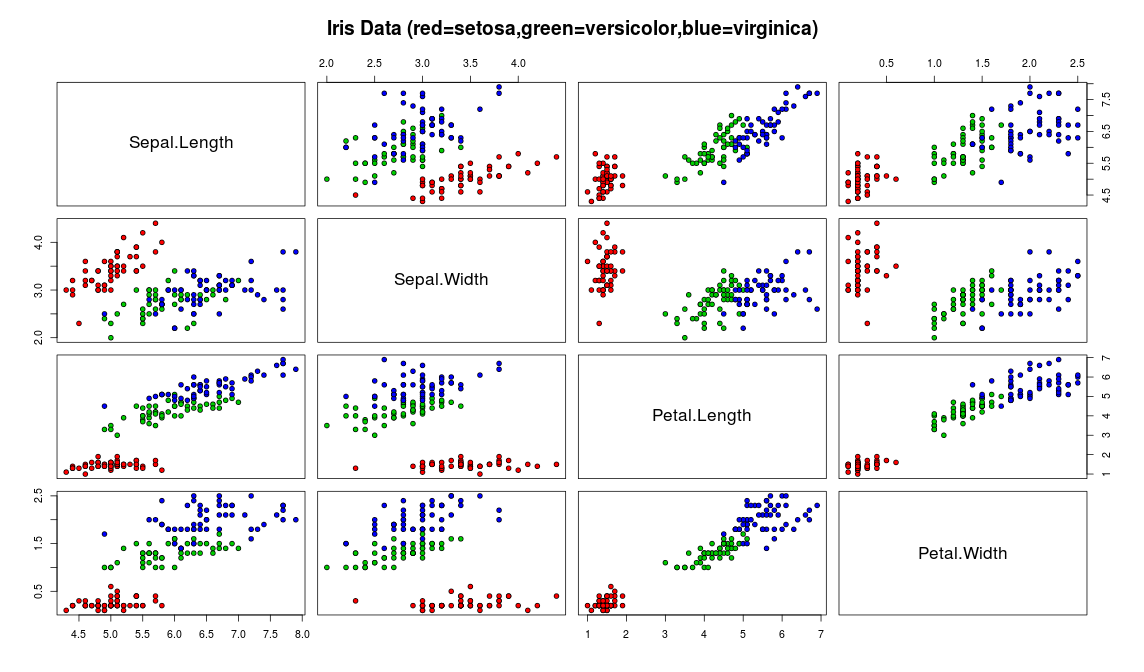 Iris Data (red=setosa,green=versicolor,blue=virginica)
2.0 2.5 3.0 3.5 4.0
0.5 1.0 1.5 2.0 2.5
Sepal.Length
4.5 5.5 6.5 7.5
2.0 3.0 4.0
Sepal.Width
Petal.Length
1 2 3 4 5 6 7
0.5 1.5 2.5
Petal.Width
4.5 5.0 5.5 6.0 6.5 7.0 7.5 8.0
1 2 3 4 5 6 7